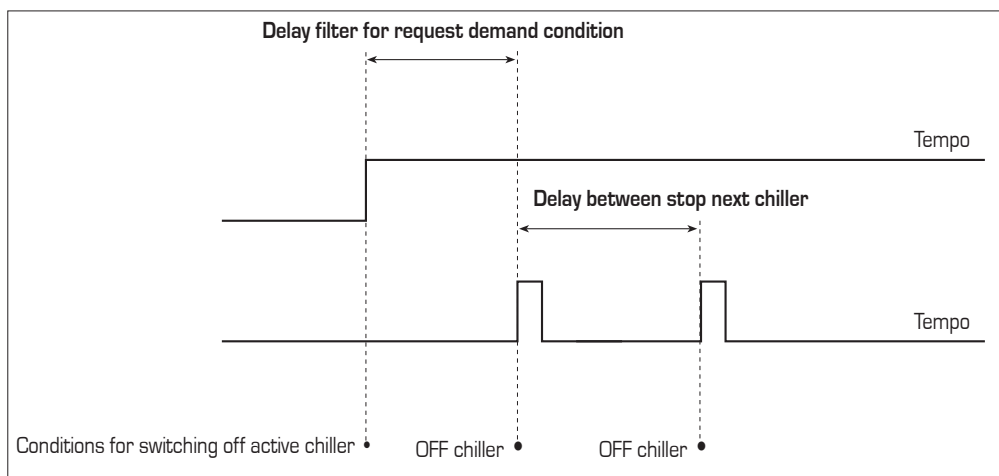 Delay filter for request demand condition
Tempo
Delay between stop next chiller
Tempo
Conditions for switching off active chiller
OFF chiller
OFF chiller